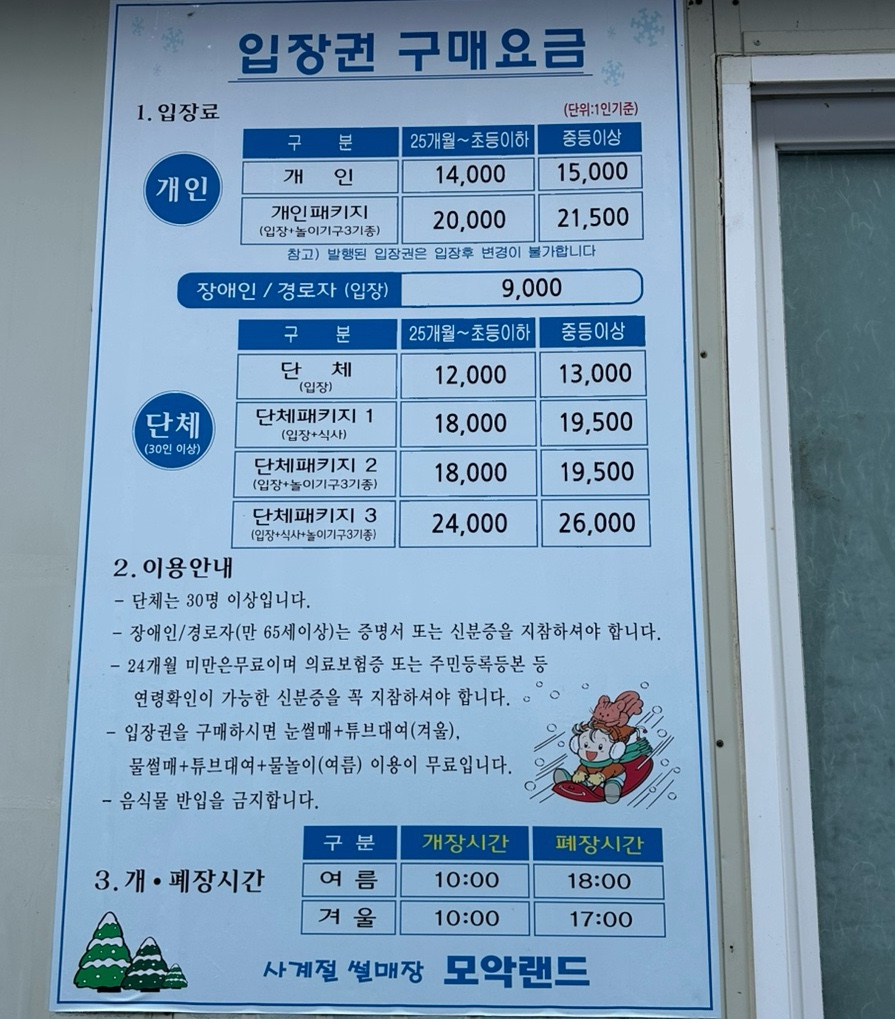 입장권 구매요금
1. 입장료
(단위:1인기준)
구 분 25개월~초등이하 중등이상
개인
개 인 14,000 15,000
개인패키지 20,000 21,500
(입장+놀이기구3기종)
참고) 발행된 입장권은 입장후 변경이 불가합니다
장애인 / 경로자 (입장) 9,000
구 분 25개월~초등이하 중등이상
단 체 12,000 13,000
(입장)
단체
(30인 이상)
단체패키지 1 18,000 19,500
(입장+식사)
단체패키지 2 18,000 19,500
(입장+놀이기구3기종)
단체패키지 3 24,000 26,000
(입장+식사+놀이기구3기종)
2. 이용안내
- 단체는 30명 이상입니다.
- 장애인/경로자(만 65세이상)는 증명서 또는 신분증을 지참하셔야 합니다.
- 24개월 미만은무료이며 의료보험증 또는 주민등록등본 등
연령확인이 가능한 신분증을 꼭 지참하셔야 합니다.
- 입장권을 구매하시면 눈썰매+튜브대여(겨울),
물썰매+튜브대여+물놀이(여름) 이용이 무료입니다.
- 음식물 반입을 금지합니다.
3. 개•폐장시간
구 분 개장시간 폐장시간
여 름 10:00 18:00
겨 울 10:00 17:00
사계절 썰매장 모악랜드